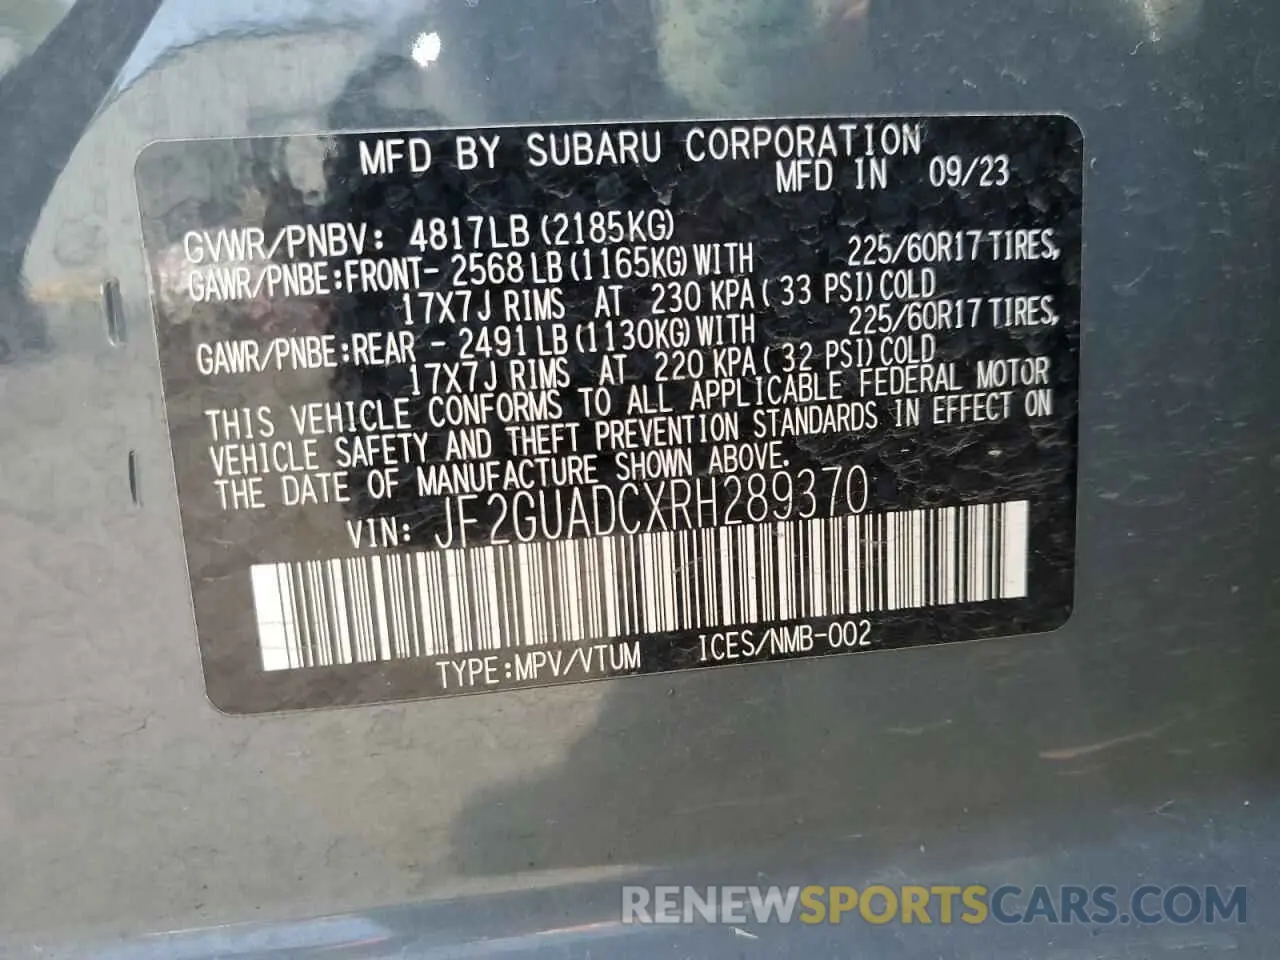 MFD BY SUBARU CORPORATION
MFD IN 09/23
GVWR/PNBV: 4817LB (2185KG)
GAWR/PNBE:FRONT- 2568 LB (1165KG) WITH 225/60R17 TIRES,
17X7J RIMS AT 230 KPA ( 33 PSI) COLD
GAWR/PNBE:REAR - 2491 LB (1130KG) WITH 225/60R17 TIRES,
17X7J RIMS AT 220 KPA ( 32 PSI) COLD
THIS VEHICLE CONFORMS TO ALL APPLICABLE FEDERAL MOTOR
VEHICLE SAFETY AND THEFT PREVENTION STANDARDS IN EFFECT ON
THE DATE OF MANUFACTURE SHOWN ABOVE.
VIN: JF2GUADCXRH289370
TYPE:MPV/VTUM ICES/NMB-002
RENEWSPORTSCARS.COM